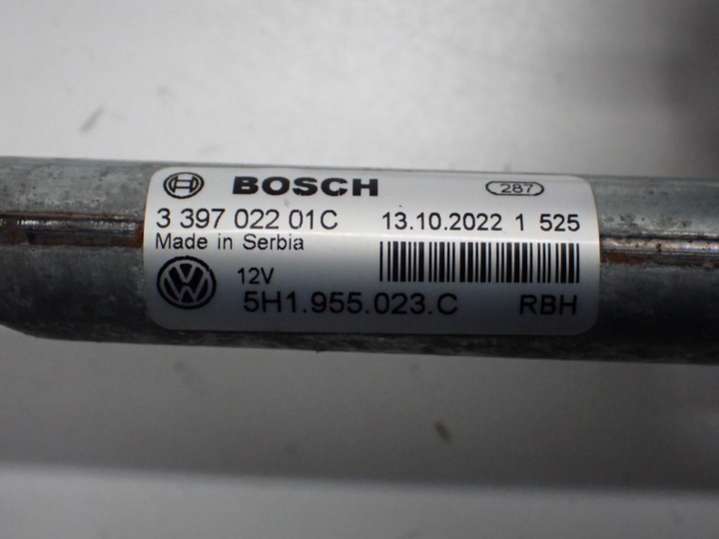 BOSCH 287
3 397 022 01C 13.10.2022 1 525
Made in Serbia
12V
5H1.955.023.C RBH